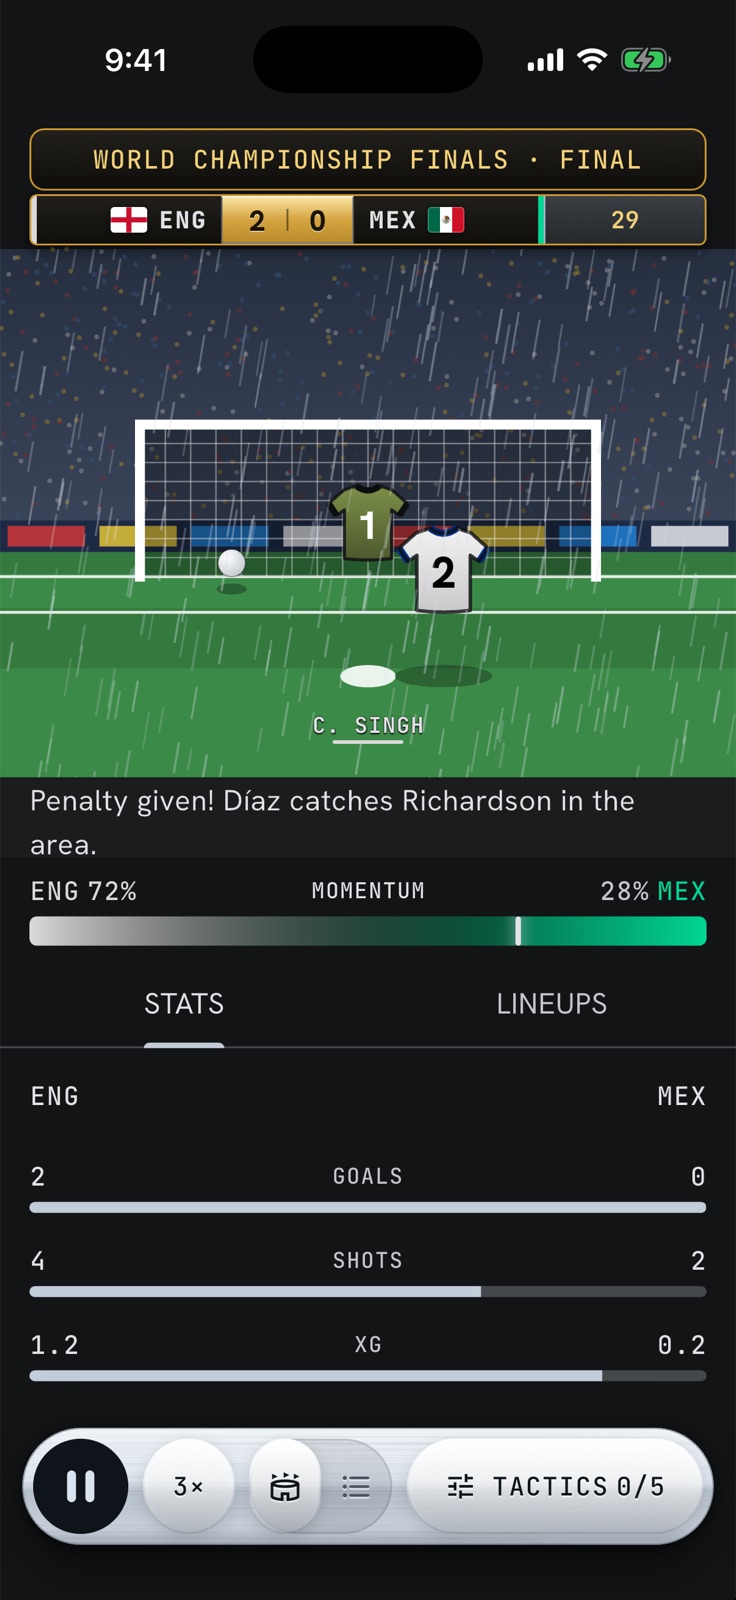 9:41
WORLD CHAMPIONSHIP FINALS · FINAL
ENG 2 | 0 MEX 29
1
2
C. SINGH
Penalty given! Díaz catches Richardson in the
area.
ENG 72% MOMENTUM 28% MEX
STATS LINEUPS
ENG MEX
2 GOALS 0
4 SHOTS 2
1.2 XG 0.2
3× TACTICS 0/5